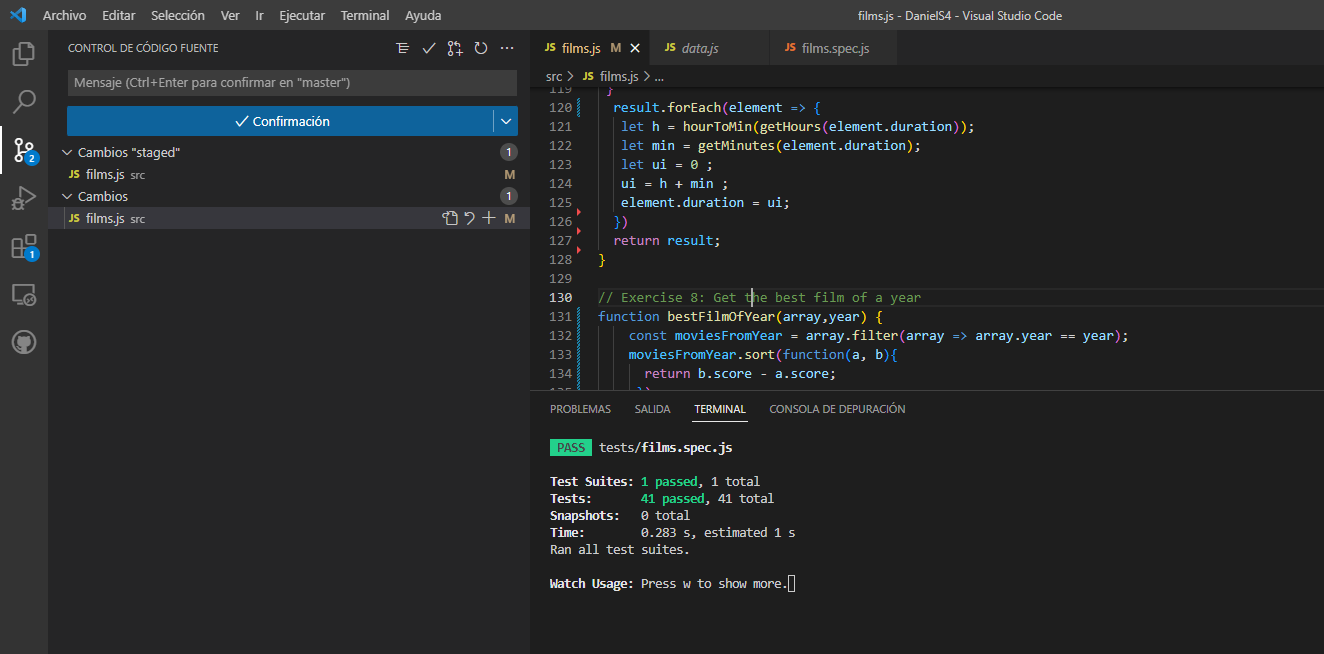 Archivo Editar Selección Ver Ir Ejecutar Terminal Ayuda
films.js - DanielS4 - Visual Studio Code
CONTROL DE CÓDIGO FUENTE
Mensaje (Ctrl+Enter para confirmar en "master")
Confirmación
Cambios "staged" 1
JS films.js src M
Cambios 1
JS films.js src M
2
1
JS films.js M
JS data.js
JS films.spec.js
src > JS films.js > ...
119 }
120 result.forEach(element => {
121 let h = hourToMin(getHours(element.duration));
122 let min = getMinutes(element.duration);
123 let ui = 0 ;
124 ui = h + min ;
125 element.duration = ui;
126 })
127 return result;
128 }
129
130 // Exercise 8: Get the best film of a year
131 function bestFilmOfYear(array,year) {
132 const moviesFromYear = array.filter(array => array.year == year);
133 moviesFromYear.sort(function(a, b){
134 return b.score - a.score;
PROBLEMAS SALIDA TERMINAL CONSOLA DE DEPURACIÓN
PASS tests/films.spec.js
Test Suites: 1 passed, 1 total
Tests: 41 passed, 41 total
Snapshots: 0 total
Time: 0.283 s, estimated 1 s
Ran all test suites.
Watch Usage: Press w to show more.